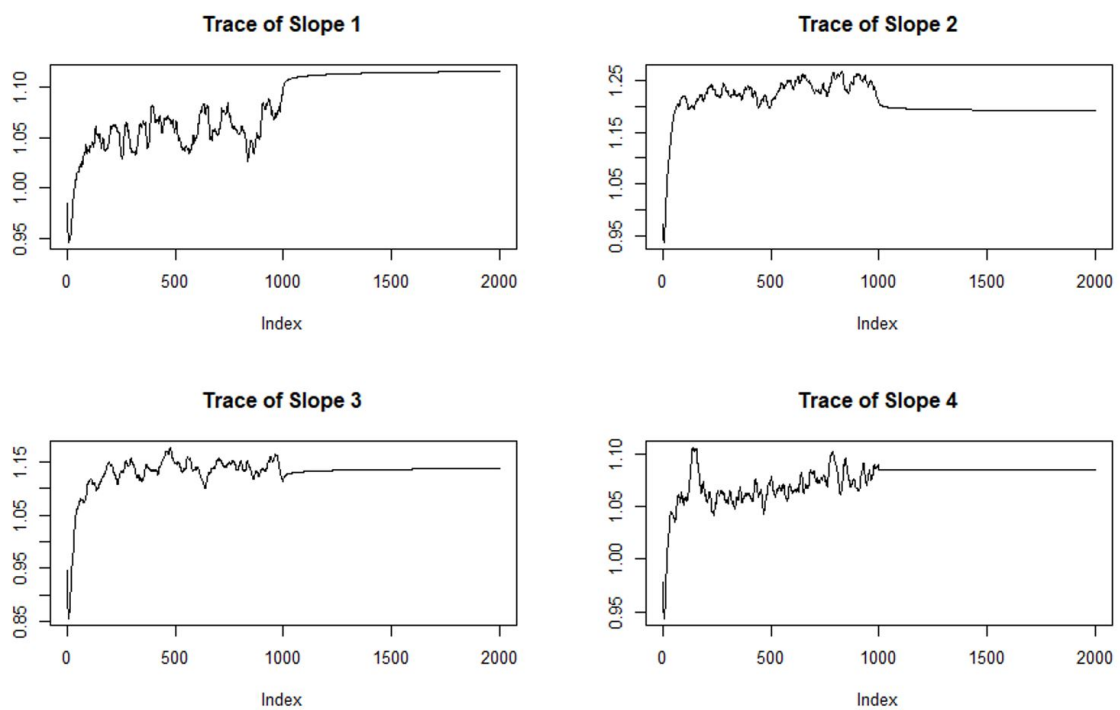 Trace of Slope 1
0.95 1.00 1.05 1.10
0 500 1000 1500 2000
Index
Trace of Slope 2
0.95 1.05 1.15 1.25
0 500 1000 1500 2000
Index
Trace of Slope 3
0.85 0.95 1.05 1.15
0 500 1000 1500 2000
Index
Trace of Slope 4
0.95 1.00 1.05 1.10
0 500 1000 1500 2000
Index